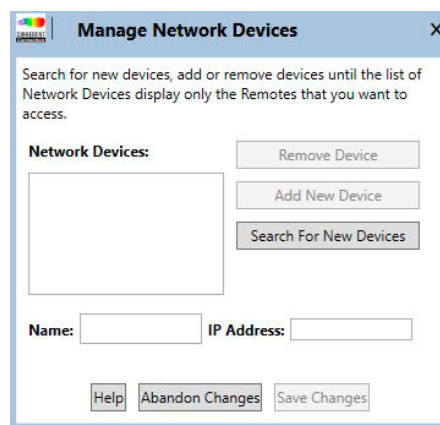 Manage Network Devices
X
Search for new devices, add or remove devices until the list of
Network Devices display only the Remotes that you want to
access.
Network Devices:
Remove Device
Add New Device
Search For New Devices
Name:
IP Address:
Help
Abandon Changes
Save Changes